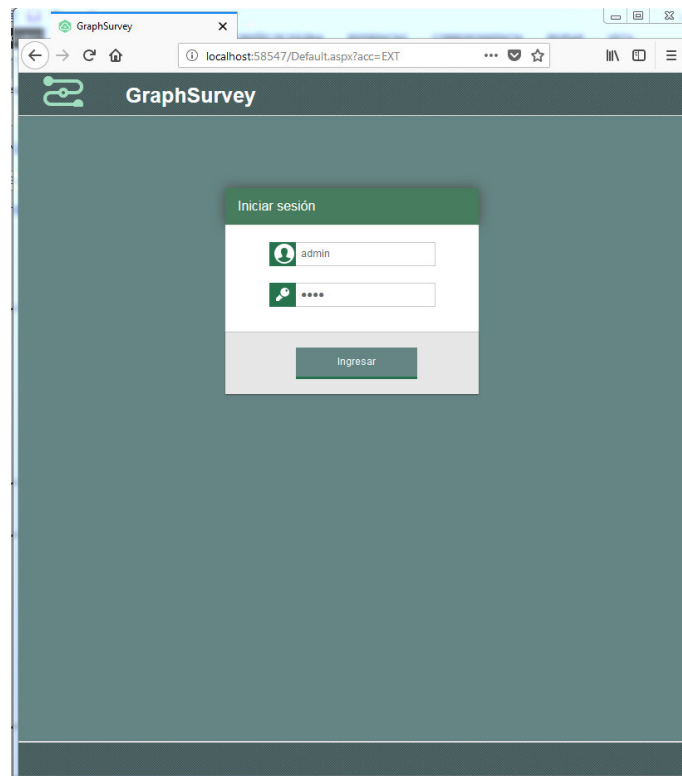 GraphSurvey
localhost:58547/Default.aspx?acc=EXT
GraphSurvey
Iniciar sesión
admin
••••
Ingresar